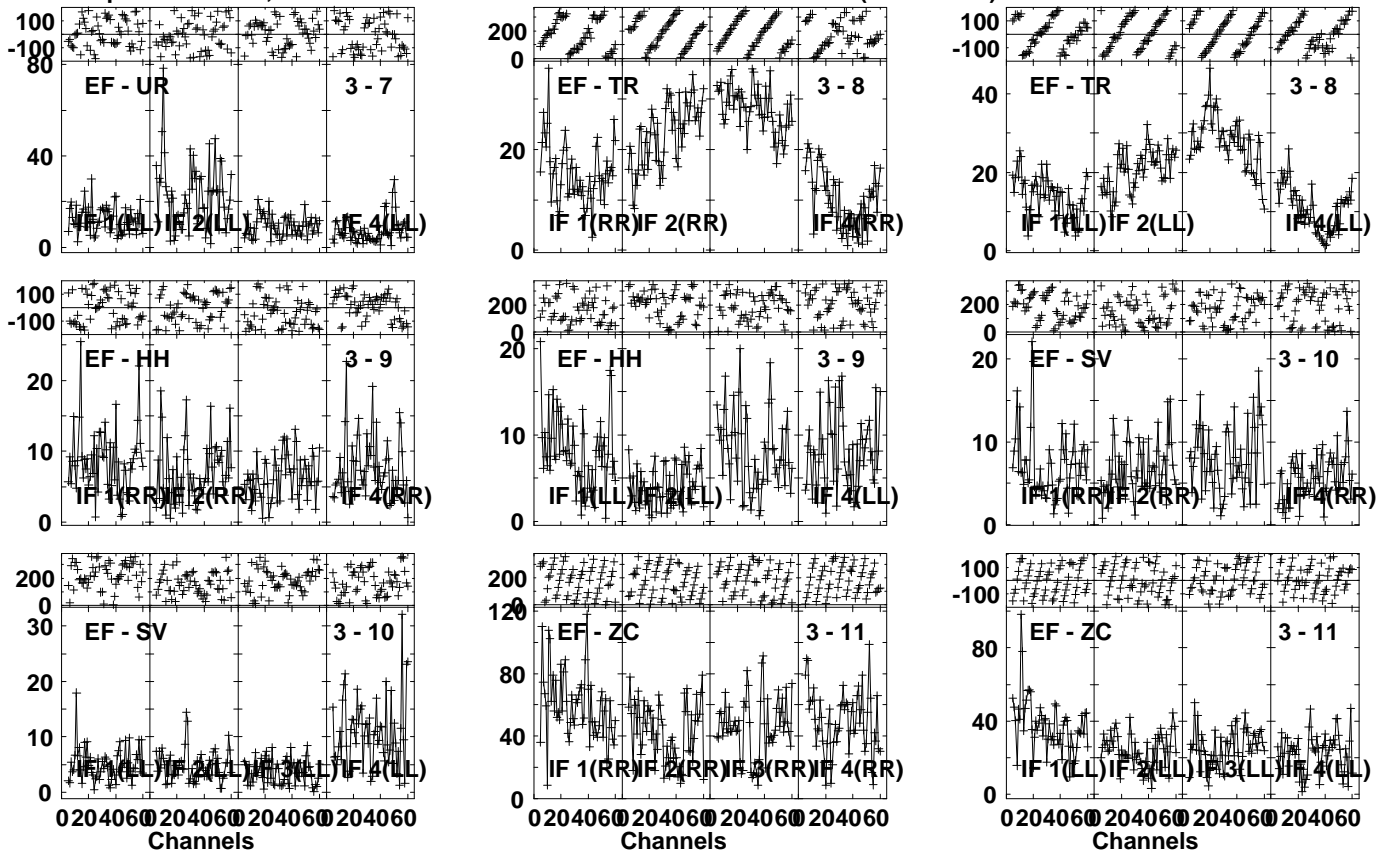 100
-100
80
40
0
EF - UR
3 - 7
IF 1(LL)
IF 2(LL)
IF 4(LL)
200
0
20
0
EF - TR
3 - 8
IF 1(RR)
IF 2(RR)
IF 4(RR)
100
-100
40
20
0
EF - TR
3 - 8
IF 1(LL)
IF 2(LL)
IF 4(LL)
100
-100
20
10
0
EF - HH
3 - 9
IF 1(RR)
IF 2(RR)
IF 4(RR)
200
0
20
10
0
EF - HH
3 - 9
IF 1(LL)
IF 2(LL)
IF 4(LL)
200
0
20
10
0
EF - SV
3 - 10
IF 1(RR)
IF 2(RR)
IF 4(RR)
200
0
30
20
10
0
EF - SV
3 - 10
IF 1(LL)
IF 2(LL)
IF 3(LL)
IF 4(LL)
0 20 40 60 0 20 40 60 0 20 40 60 0 20 40 60
Channels
200
0
120
80
40
0
EF - ZC
3 - 11
IF 1(RR)
IF 2(RR)
IF 3(RR)
IF 4(RR)
0 20 40 60 0 20 40 60 0 20 40 60 0 20 40 60
Channels
100
-100
80
40
0
EF - ZC
3 - 11
IF 1(LL)
IF 2(LL)
IF 3(LL)
IF 4(LL)
0 20 40 60 0 20 40 60 0 20 40 60 0 20 40 60
Channels